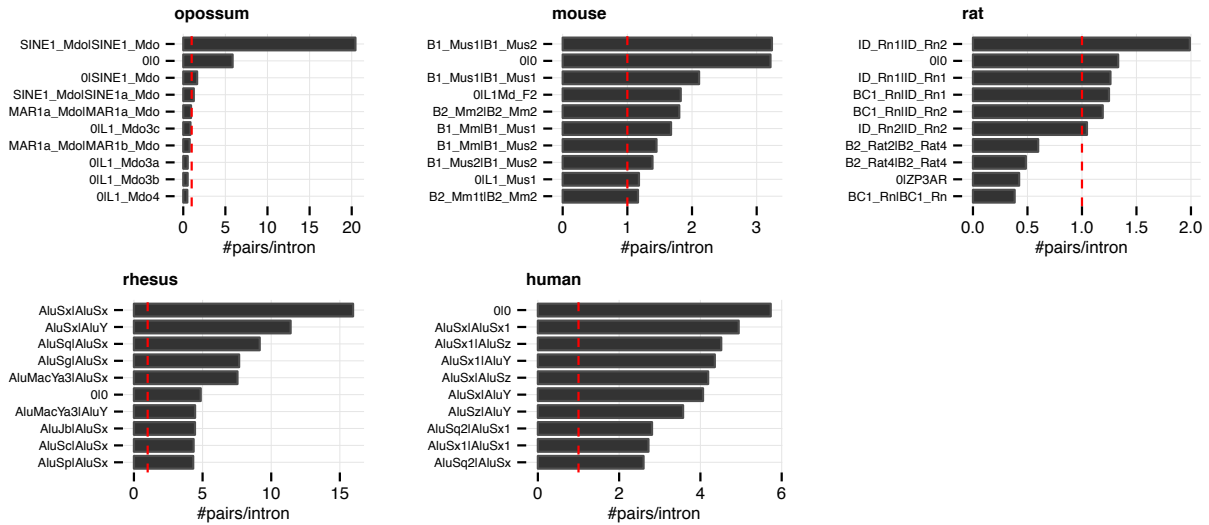 opossum
SINE1_Mdo|SINE1_Mdo
0|0
0|SINE1_Mdo
SINE1_Mdo|SINE1a_Mdo
MAR1a_Mdo|MAR1a_Mdo
0|L1_Mdo3c
MAR1a_Mdo|MAR1b_Mdo
0|L1_Mdo3a
0|L1_Mdo3b
0|L1_Mdo4
0 5 10 15 20
#pairs/intron
mouse
B1_Mus1|B1_Mus2
0|0
B1_Mus1|B1_Mus1
0|L1Md_F2
B2_Mm2|B2_Mm2
B1_Mm|B1_Mus1
B1_Mm|B1_Mus2
B1_Mus2|B1_Mus2
0|L1_Mus1
B2_Mm1t|B2_Mm2
0 1 2 3
#pairs/intron
rat
ID_Rn1|ID_Rn2
0|0
ID_Rn1|ID_Rn1
BC1_Rn|ID_Rn1
BC1_Rn|ID_Rn2
ID_Rn2|ID_Rn2
B2_Rat2|B2_Rat4
B2_Rat4|B2_Rat4
0|ZP3AR
BC1_Rn|BC1_Rn
0.0 0.5 1.0 1.5 2.0
#pairs/intron
rhesus
AluSx|AluSx
AluSx|AluY
AluSq|AluSx
AluSg|AluSx
AluMacYa3|AluSx
0|0
AluMacYa3|AluY
AluJb|AluSx
AluSc|AluSx
AluSp|AluSx
0 5 10 15
#pairs/intron
human
0|0
AluSx|AluSx1
AluSx1|AluSz
AluSx1|AluY
AluSx|AluSz
AluSx|AluY
AluSz|AluY
AluSq2|AluSx1
AluSx1|AluSx1
AluSq2|AluSx
0 2 4 6
#pairs/intron